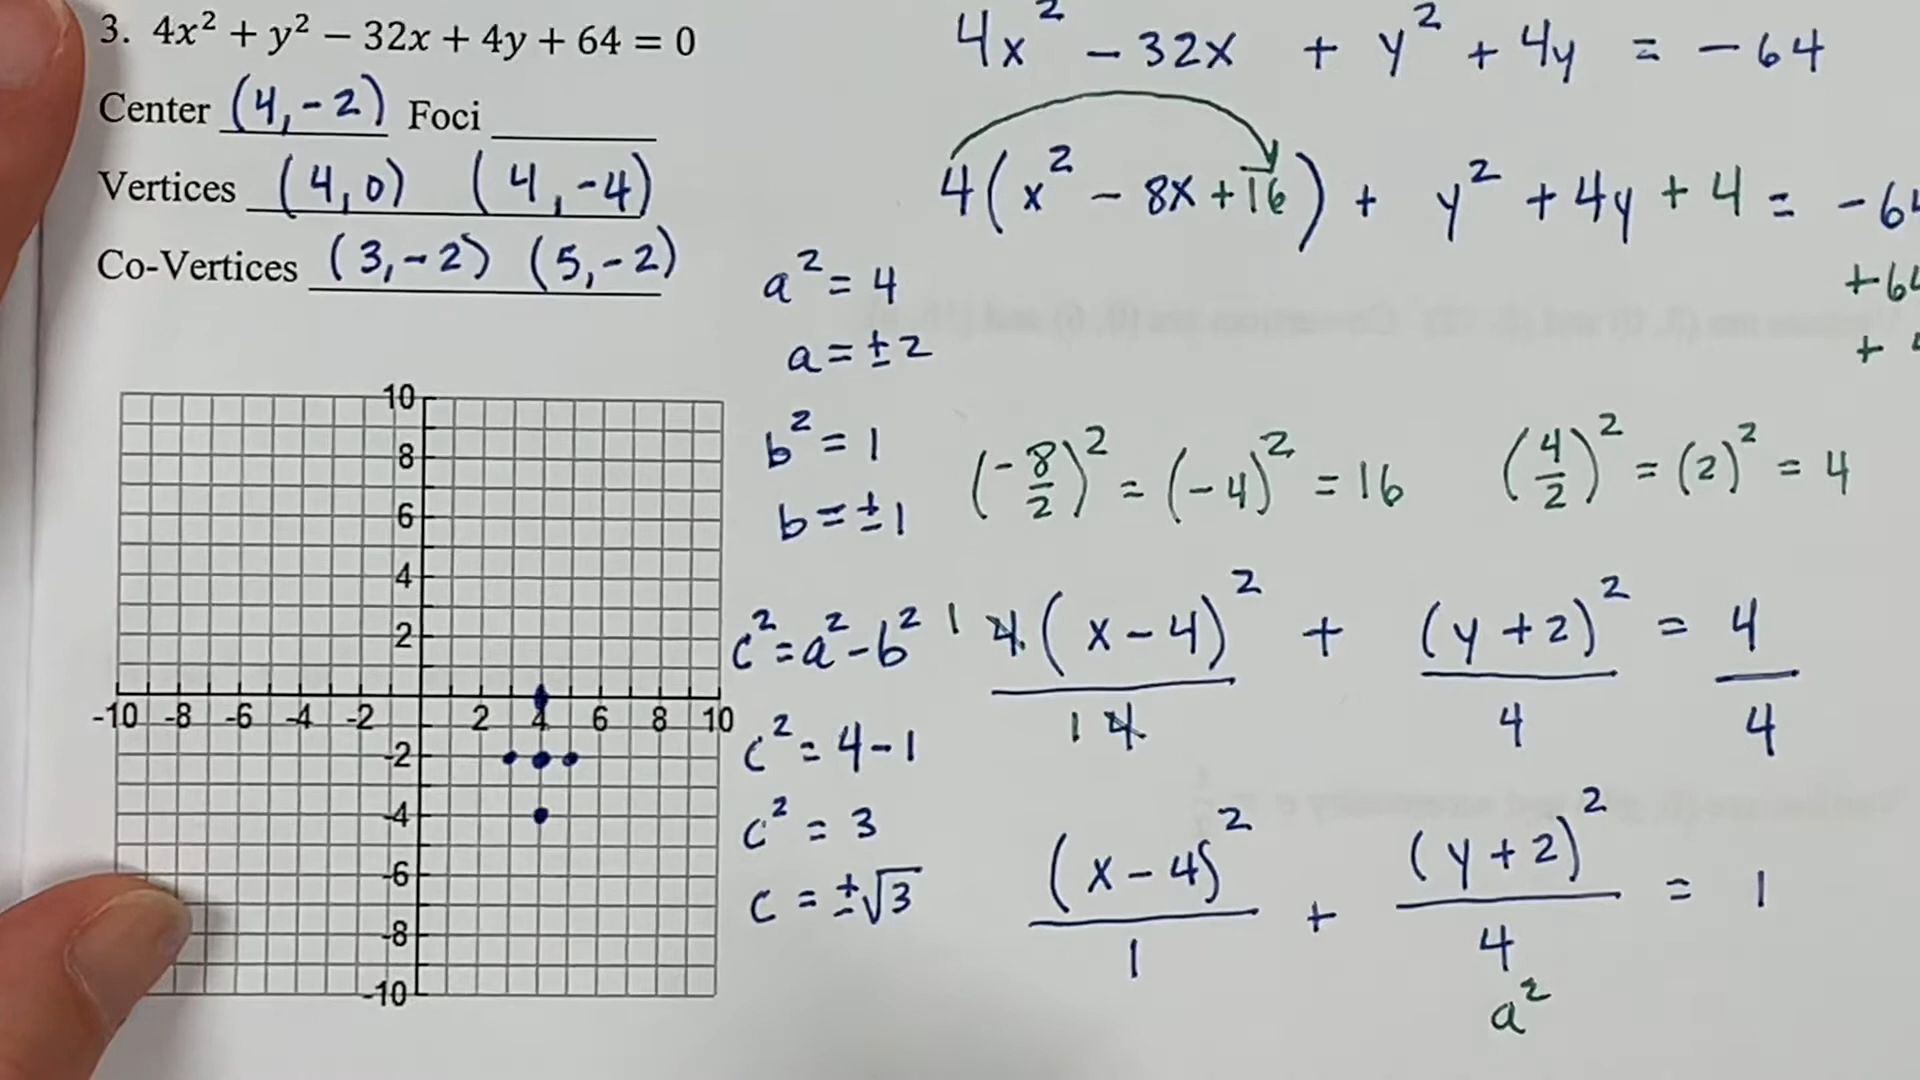 3. 4x² + y² − 32x + 4y + 64 = 0
Center (4,-2) Foci
Vertices (4,0) (4,-4)
Co-Vertices (3,-2) (5,-2)
10
8
6
4
2
-10 -8 -6 -4 -2 2 4 6 8 10
-2
-4
-6
-8
-10
a² = 4
a = ±2
b² = 1
b = ±1
c² = a² - b²
c² = 4 - 1
c² = 3
c = ±√3
4x² - 32x + y² + 4y = -64
4(x² - 8x + 16) + y² + 4y + 4 = -64
+64
+ 4
(-8/2)² = (-4)² = 16 (4/2)² = (2)² = 4
1 4(x-4)² + (y+2)² = 4
1 4 4 4
(x-4)² + (y+2)² = 1
1 4
a²